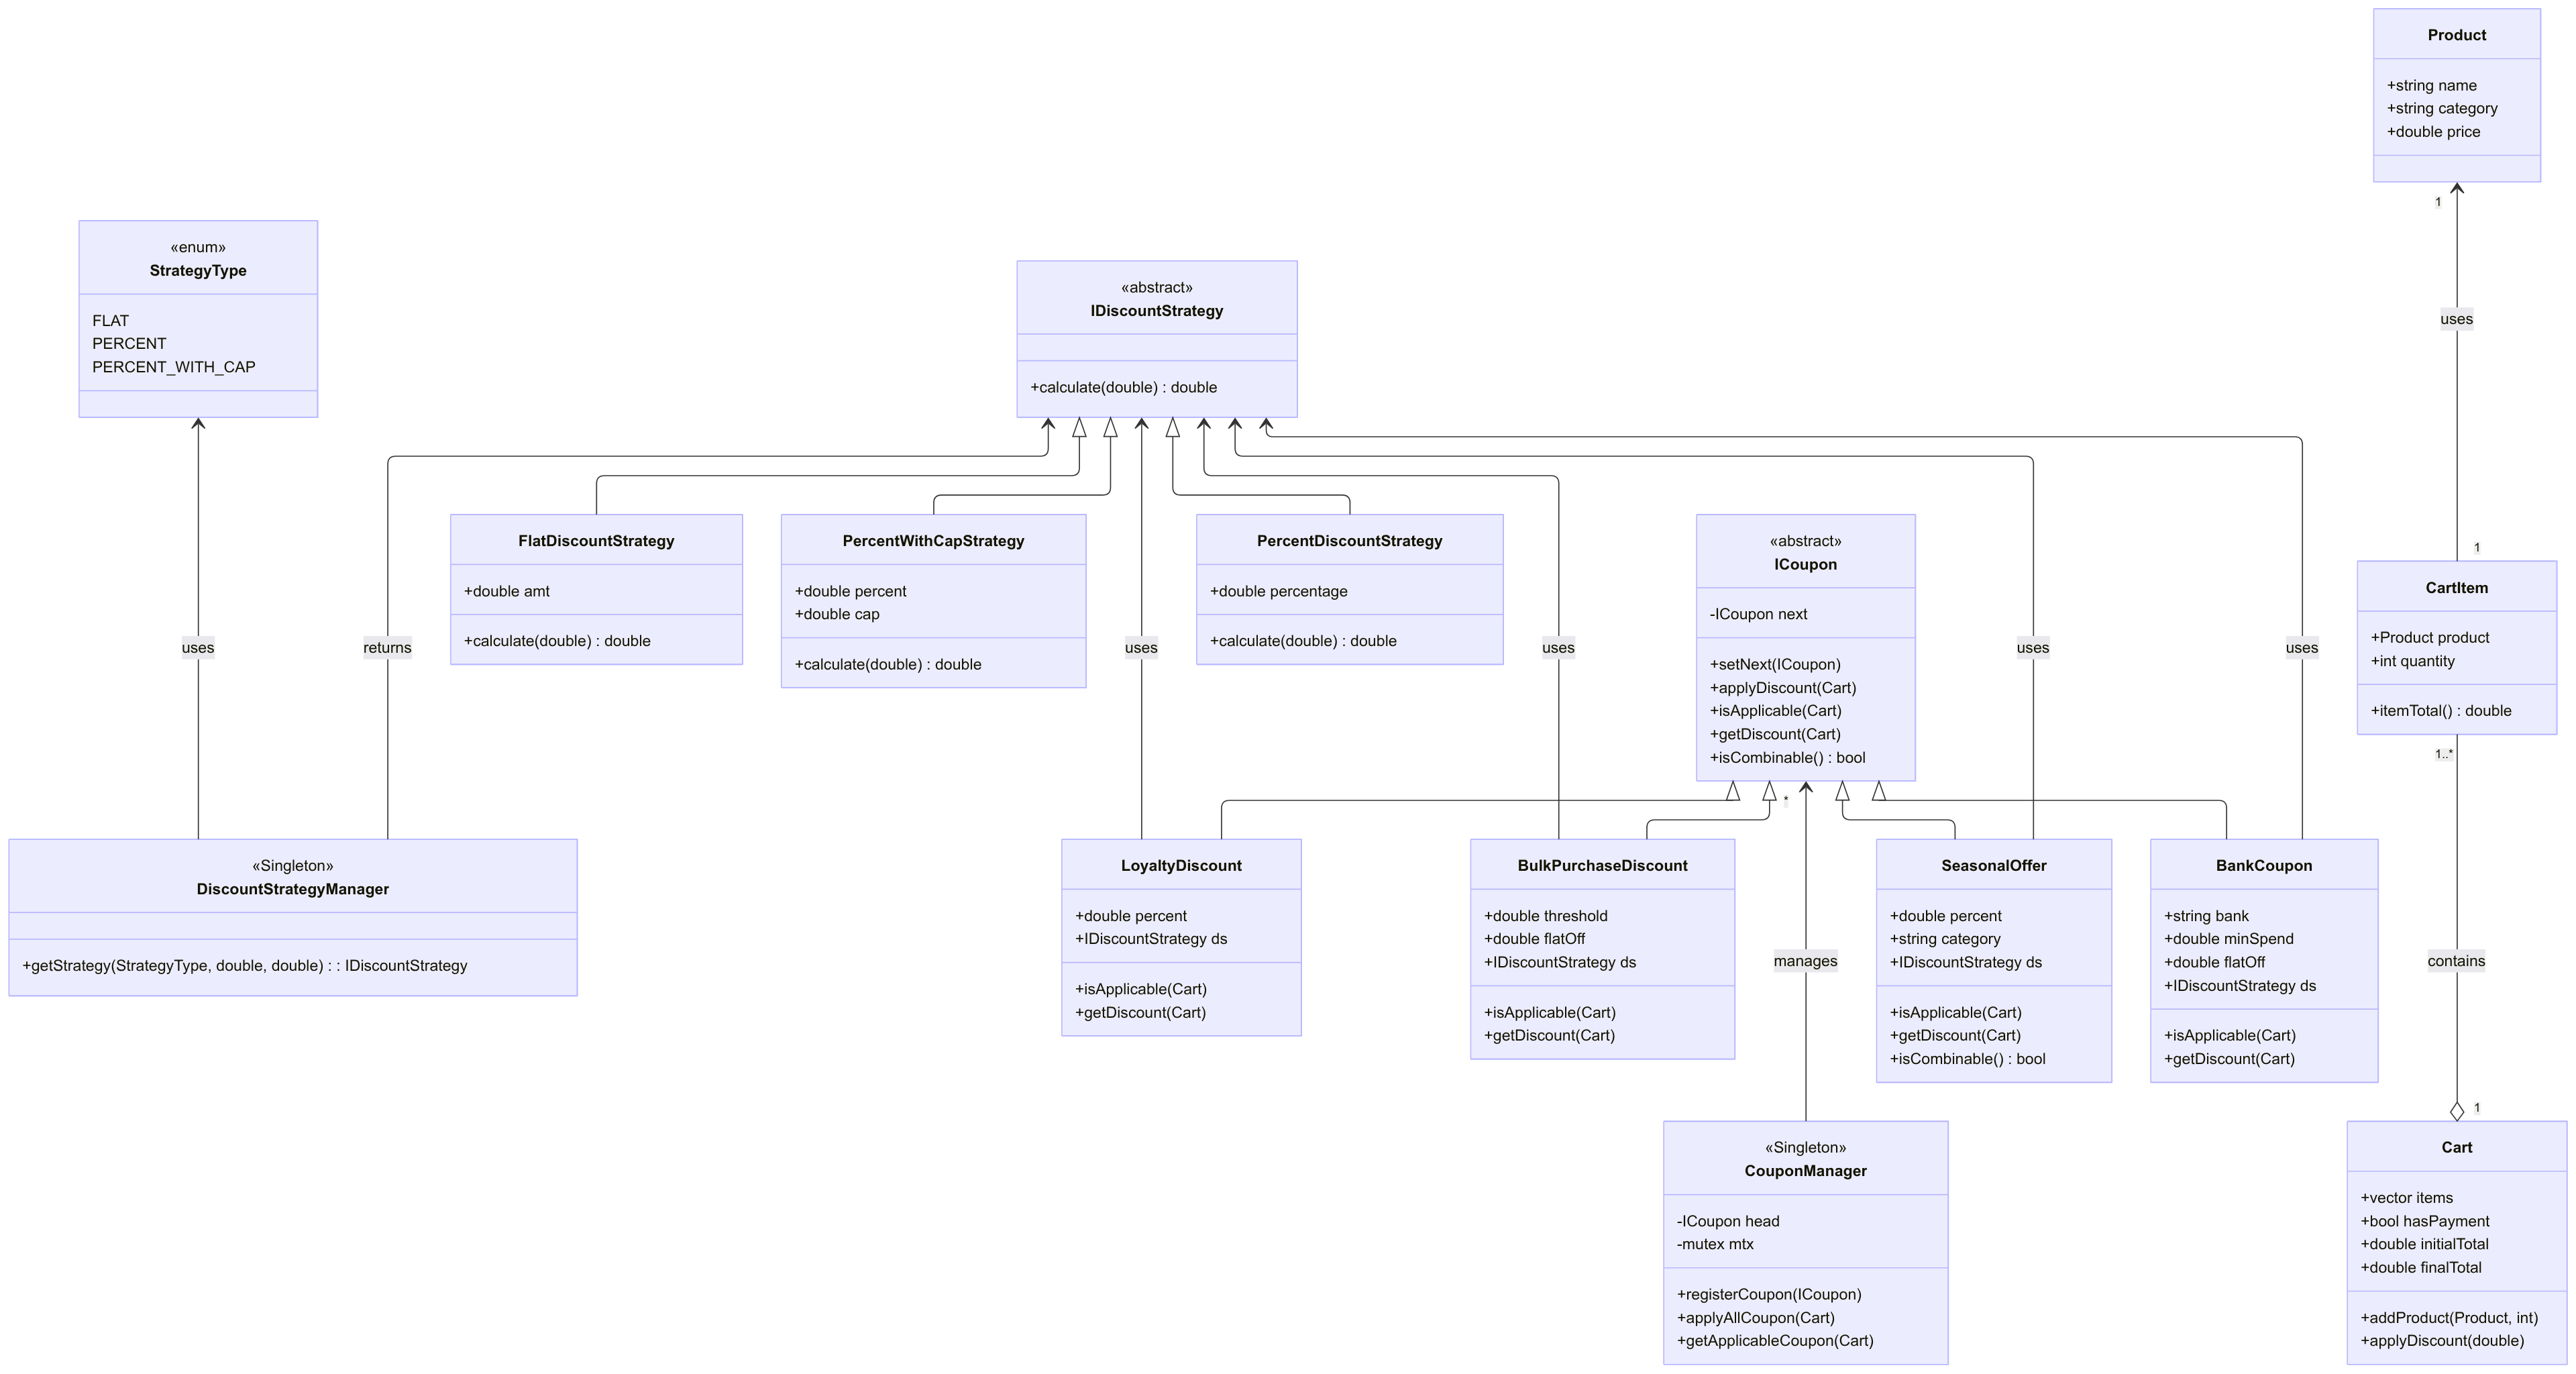 Product
+string name
+string category
+double price
1
uses
1
«enum»
StrategyType
FLAT
PERCENT
PERCENT_WITH_CAP
«abstract»
IDiscountStrategy
+calculate(double) : double
FlatDiscountStrategy
+double amt
+calculate(double) : double
PercentWithCapStrategy
+double percent
+double cap
+calculate(double) : double
PercentDiscountStrategy
+double percentage
+calculate(double) : double
«abstract»
ICoupon
-ICoupon next
+setNext(ICoupon)
+applyDiscount(Cart)
+isApplicable(Cart)
+getDiscount(Cart)
+isCombinable() : bool
CartItem
+Product product
+int quantity
+itemTotal() : double
uses
returns
uses
uses
uses
uses
1..*
*
«Singleton»
DiscountStrategyManager
+getStrategy(StrategyType, double, double) : : IDiscountStrategy
LoyaltyDiscount
+double percent
+IDiscountStrategy ds
+isApplicable(Cart)
+getDiscount(Cart)
BulkPurchaseDiscount
+double threshold
+double flatOff
+IDiscountStrategy ds
+isApplicable(Cart)
+getDiscount(Cart)
manages
SeasonalOffer
+double percent
+string category
+IDiscountStrategy ds
+isApplicable(Cart)
+getDiscount(Cart)
+isCombinable() : bool
BankCoupon
+string bank
+double minSpend
+double flatOff
+IDiscountStrategy ds
+isApplicable(Cart)
+getDiscount(Cart)
contains
1
«Singleton»
CouponManager
-ICoupon head
-mutex mtx
+registerCoupon(ICoupon)
+applyAllCoupon(Cart)
+getApplicableCoupon(Cart)
Cart
+vector items
+bool hasPayment
+double initialTotal
+double finalTotal
+addProduct(Product, int)
+applyDiscount(double)